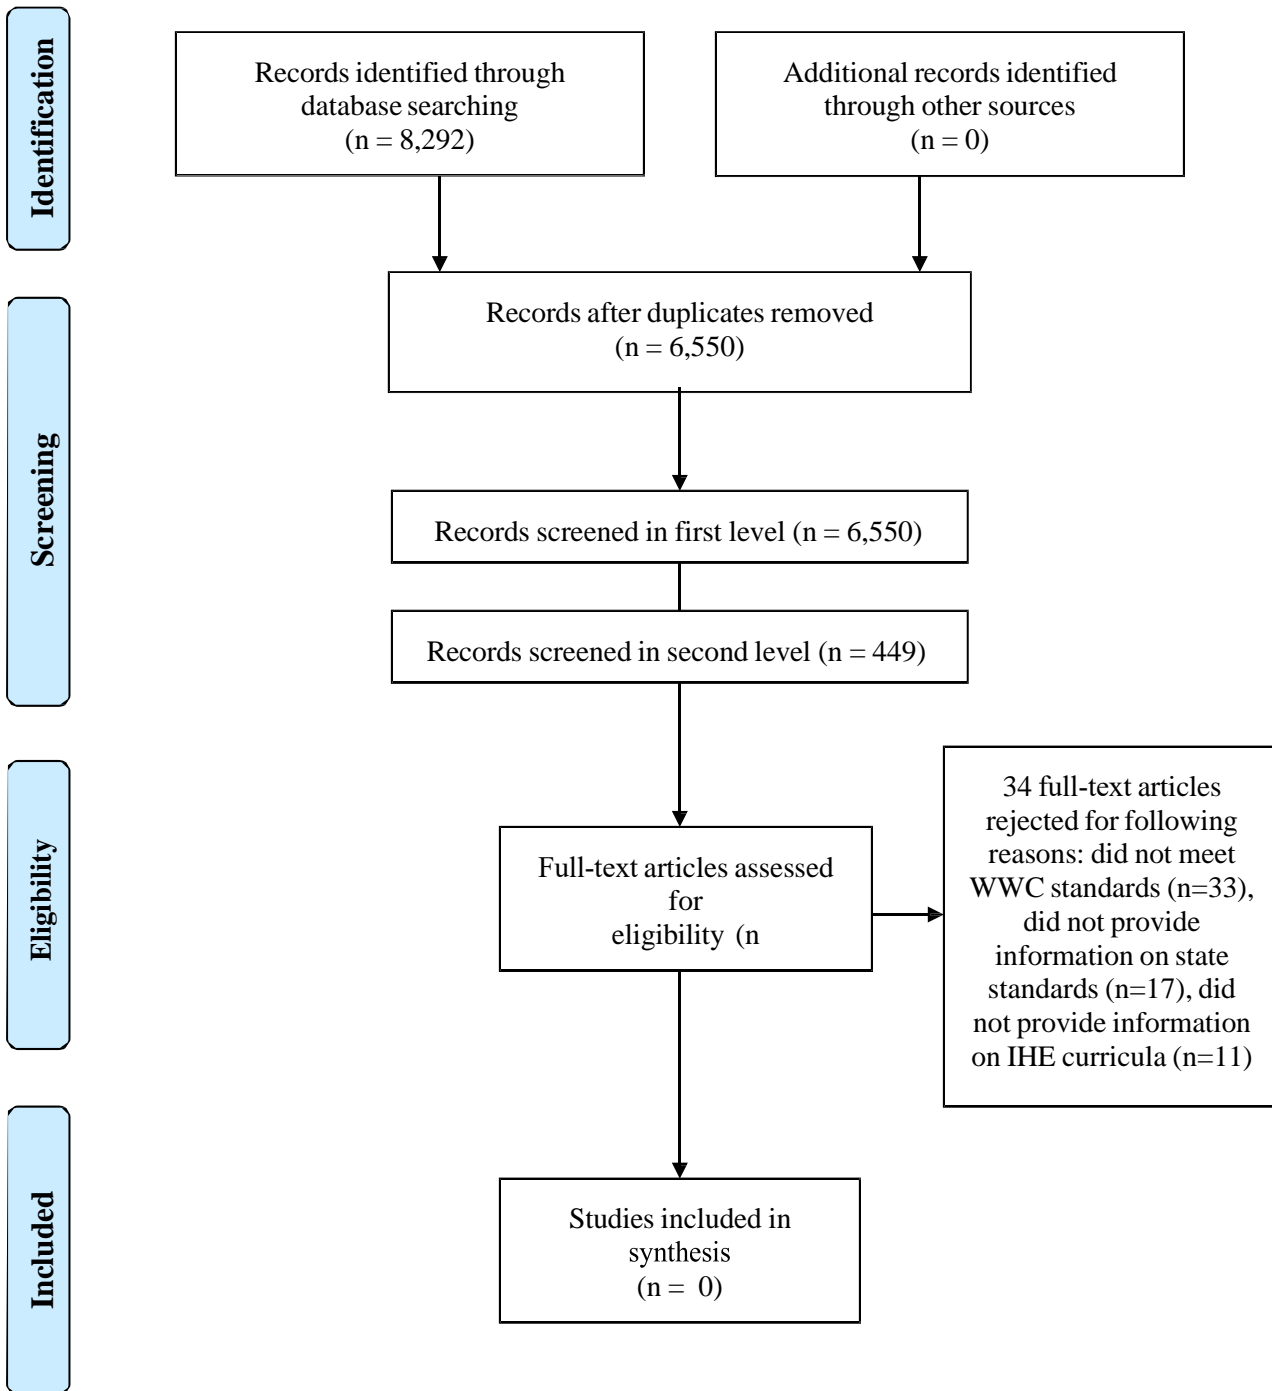 Identification
Records identified through
database searching
(n = 8,292)
Additional records identified
through other sources
(n = 0)
Screening
Records after duplicates removed
(n = 6,550)
Records screened in first level (n = 6,550)
Records screened in second level (n = 449)
Eligibility
Full-text articles assessed
for
eligibility (n
34 full-text articles
rejected for following
reasons: did not meet
WWC standards (n=33),
did not provide
information on state
standards (n=17), did
not provide information
on IHE curricula (n=11)
Included
Studies included in
synthesis
(n = 0)